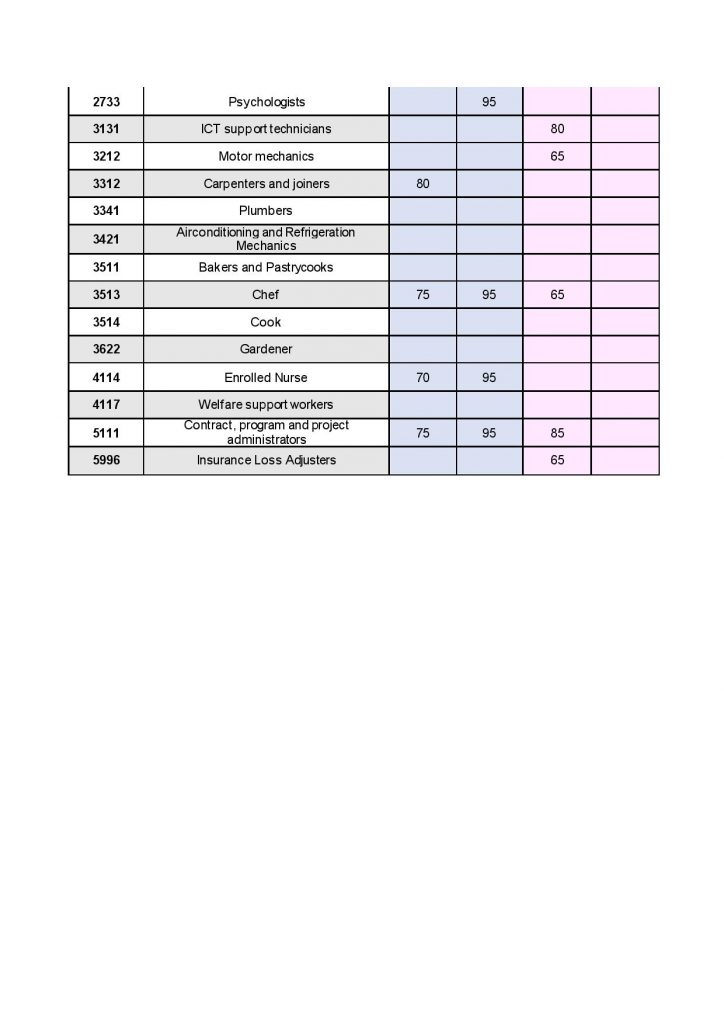 2733 Psychologists 95
3131 ICT support technicians 80
3212 Motor mechanics 65
3312 Carpenters and joiners 80
3341 Plumbers
3421 Airconditioning and Refrigeration
Mechanics
3511 Bakers and Pastrycooks
3513 Chef 75 95 65
3514 Cook
3622 Gardener
4114 Enrolled Nurse 70 95
4117 Welfare support workers
5111 Contract, program and project
administrators 75 95 85
5996 Insurance Loss Adjusters 65